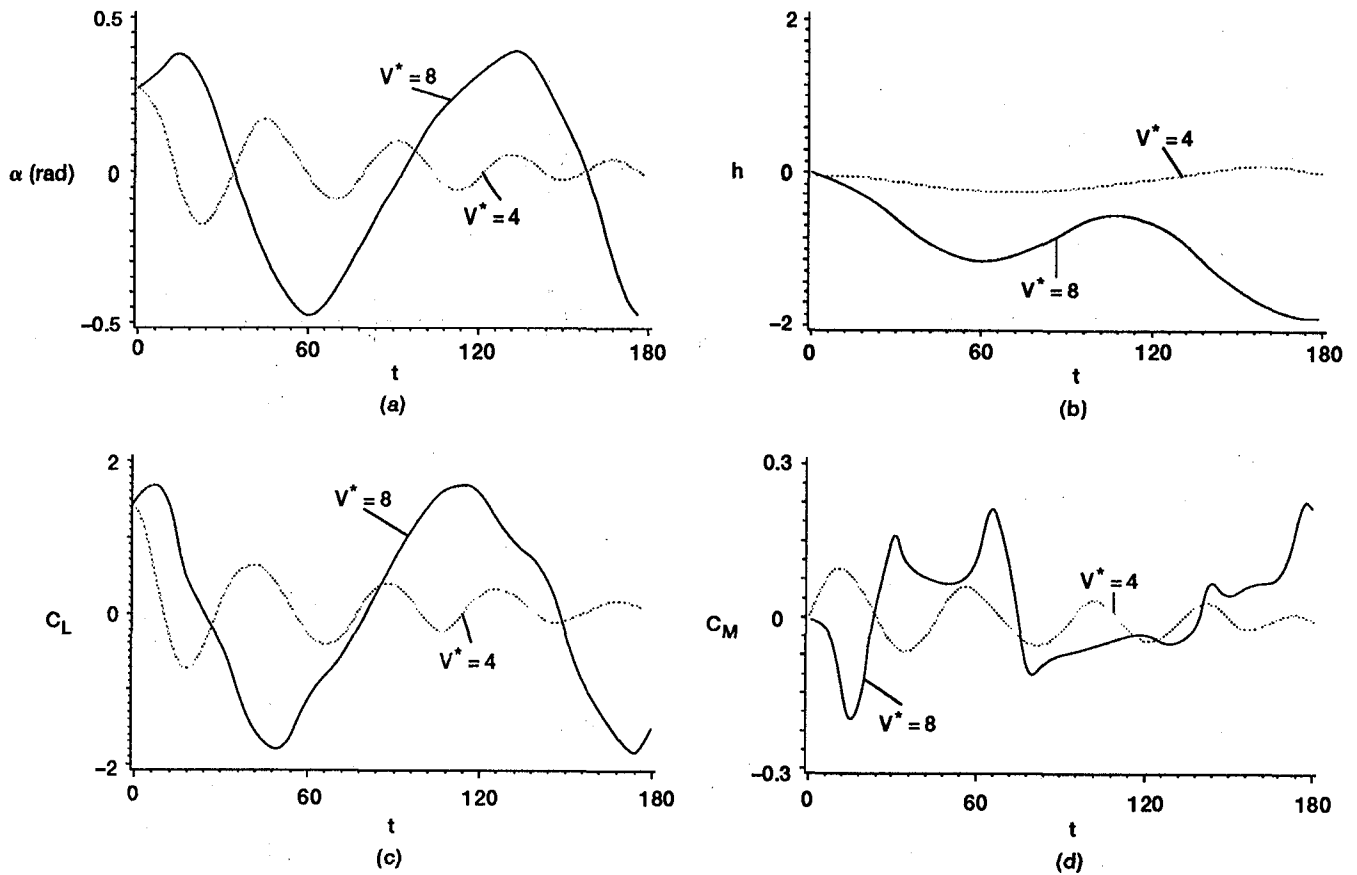 0.5
V* = 8
α (rad)
0
V* = 4
−0.5
0
60
120
180
t
(a)
2
V* = 4
h
0
V* = 8
−2
0
60
120
180
t
(b)
2
V* = 8
C_L
0
V* = 4
−2
0
60
120
180
t
(c)
0.3
V* = 4
C_M
0
V* = 8
−0.3
0
60
120
180
t
(d)